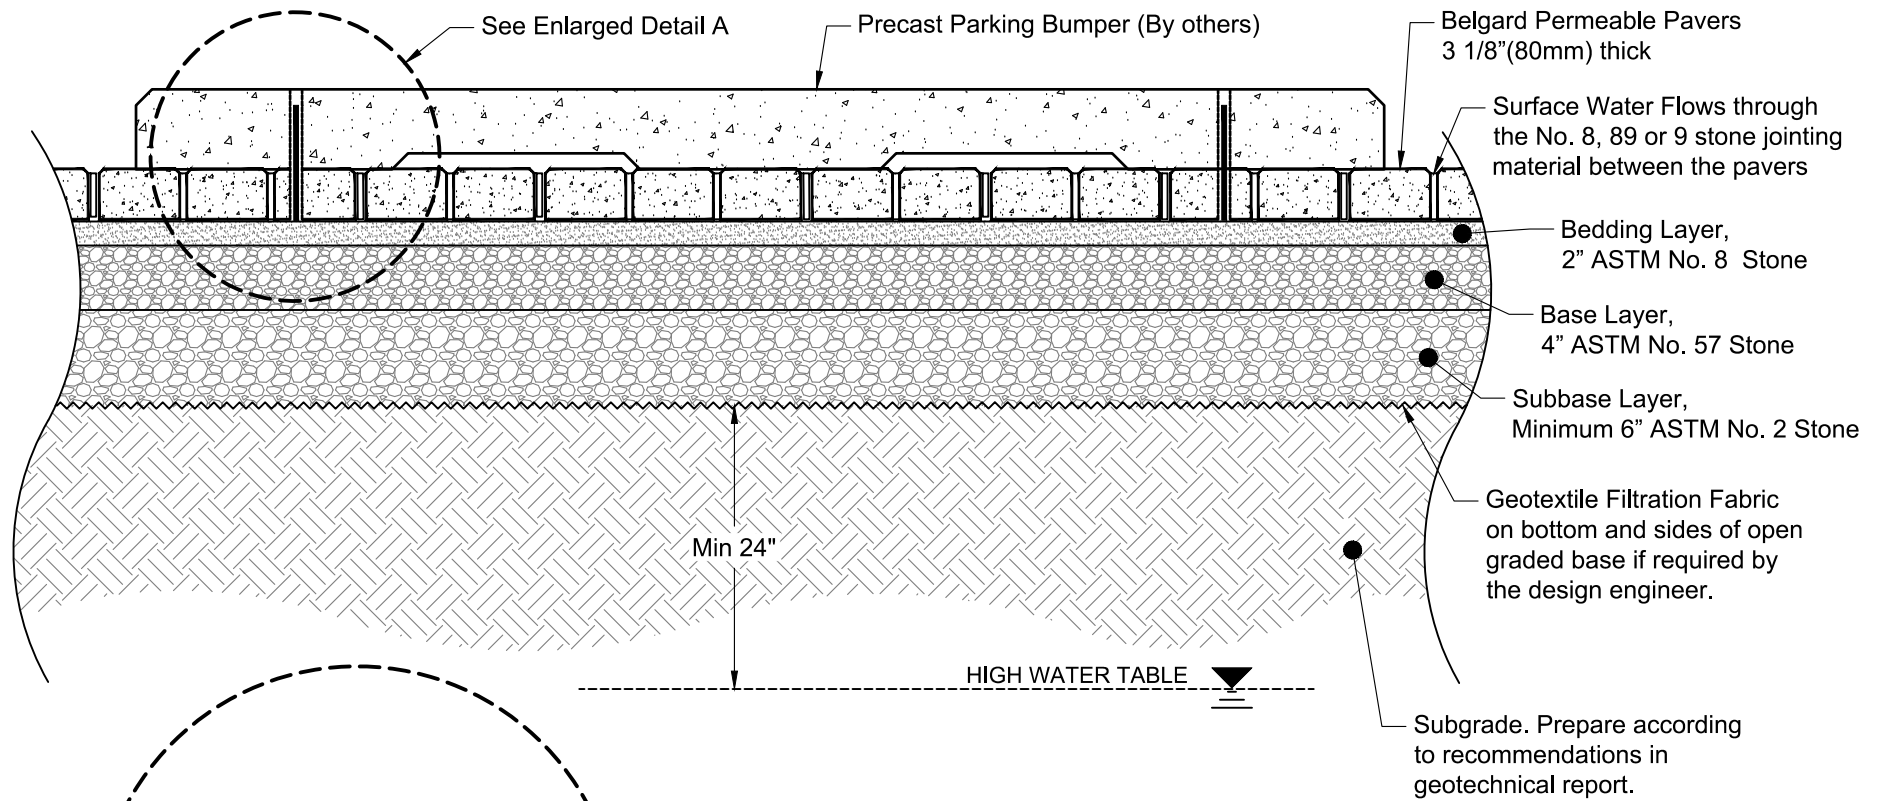 See Enlarged Detail A
Precast Parking Bumper (By others)
Belgard Permeable Pavers
3 1/8”(80mm) thick
Surface Water Flows through
the No. 8, 89 or 9 stone jointing
material between the pavers
Bedding Layer,
2” ASTM No. 8 Stone
Base Layer,
4” ASTM No. 57 Stone
Subbase Layer,
Minimum 6” ASTM No. 2 Stone
Geotextile Filtration Fabric
on bottom and sides of open
graded base if required by
the design engineer.
Min 24"
HIGH WATER TABLE
Subgrade. Prepare according
to recommendations in
geotechnical report.